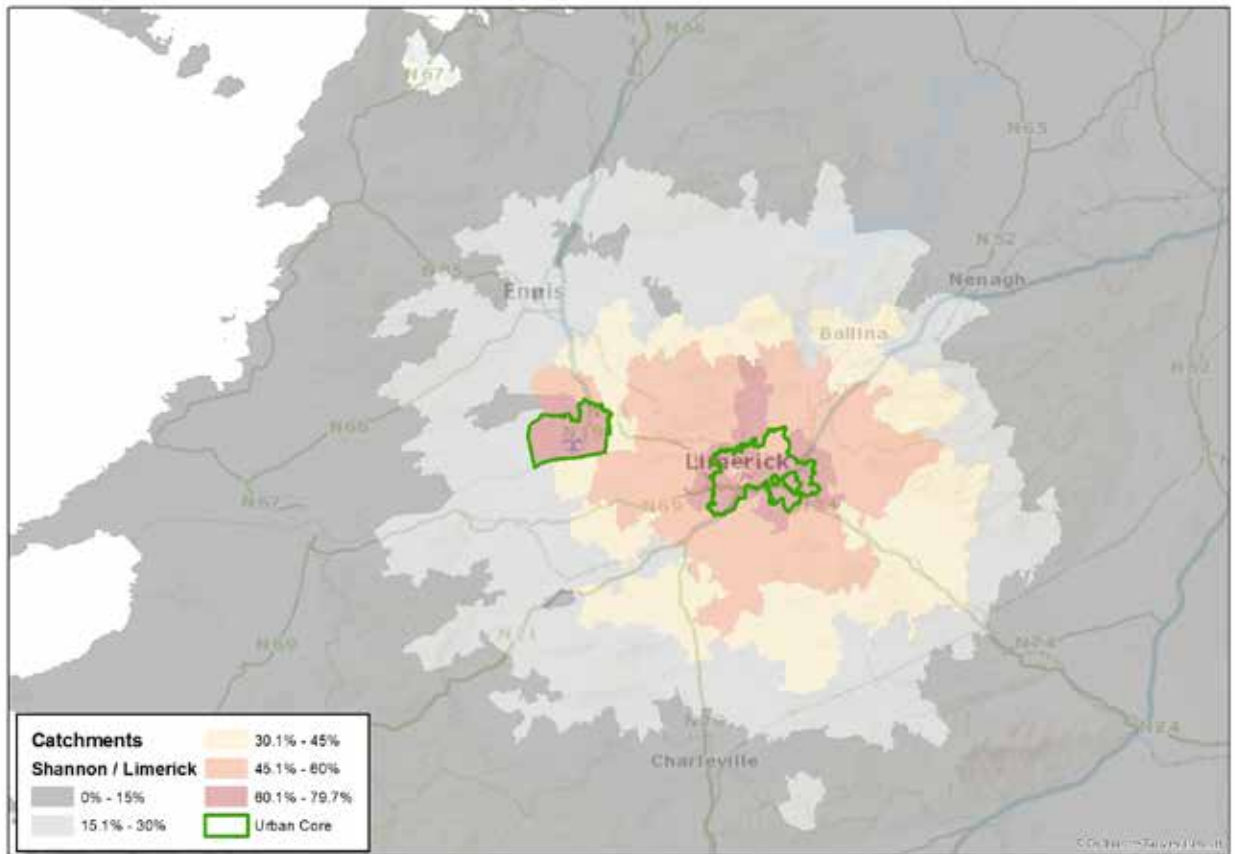 N66
N67
N65
N52
N85
Ennis
Nenagh
Ballina
N68
Limerick
N69
N24
N67
N69
N21
N24
N24
Charleville
Catchments
Shannon / Limerick
0% - 15%
15.1% - 30%
30.1% - 45%
45.1% - 60%
60.1% - 79.7%
Urban Core